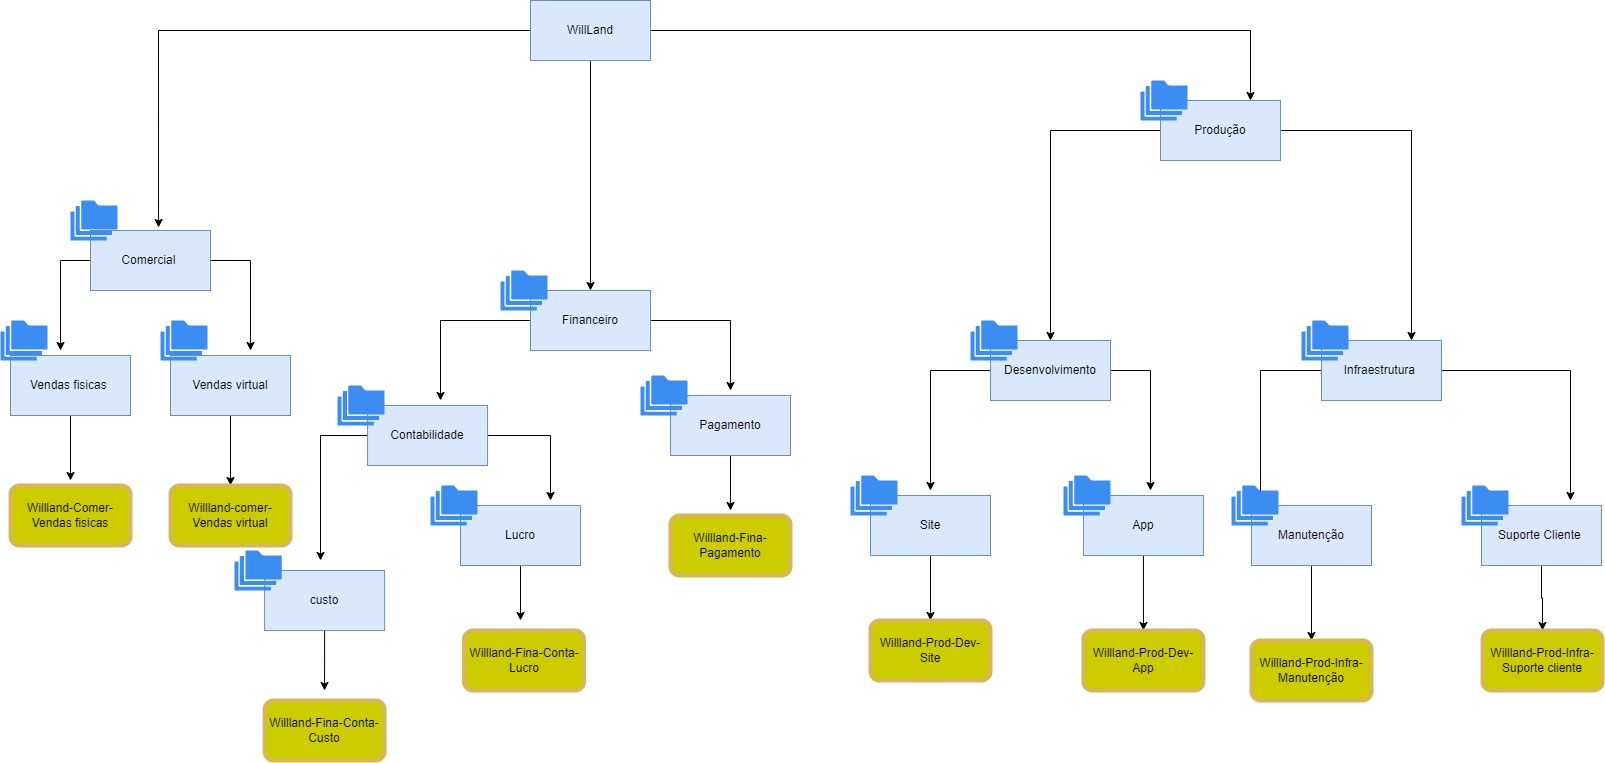 WillLand
Produção
Comercial
Financeiro
Vendas fisicas
Vendas virtual
Desenvolvimento
Infraestrutura
Contabilidade
Pagamento
Willland-Comer-
Vendas fisicas
Willland-comer-
Vendas virtual
Lucro
Willland-Fina-
Pagamento
Site
App
Manutenção
Suporte Cliente
custo
Willland-Fina-Conta-
Lucro
Willland-Prod-Dev-
Site
Willland-Prod-Dev-
App
Willland-Prod-Infra-
Manutenção
Willland-Prod-Infra-
Suporte cliente
Willland-Fina-Conta-
Custo